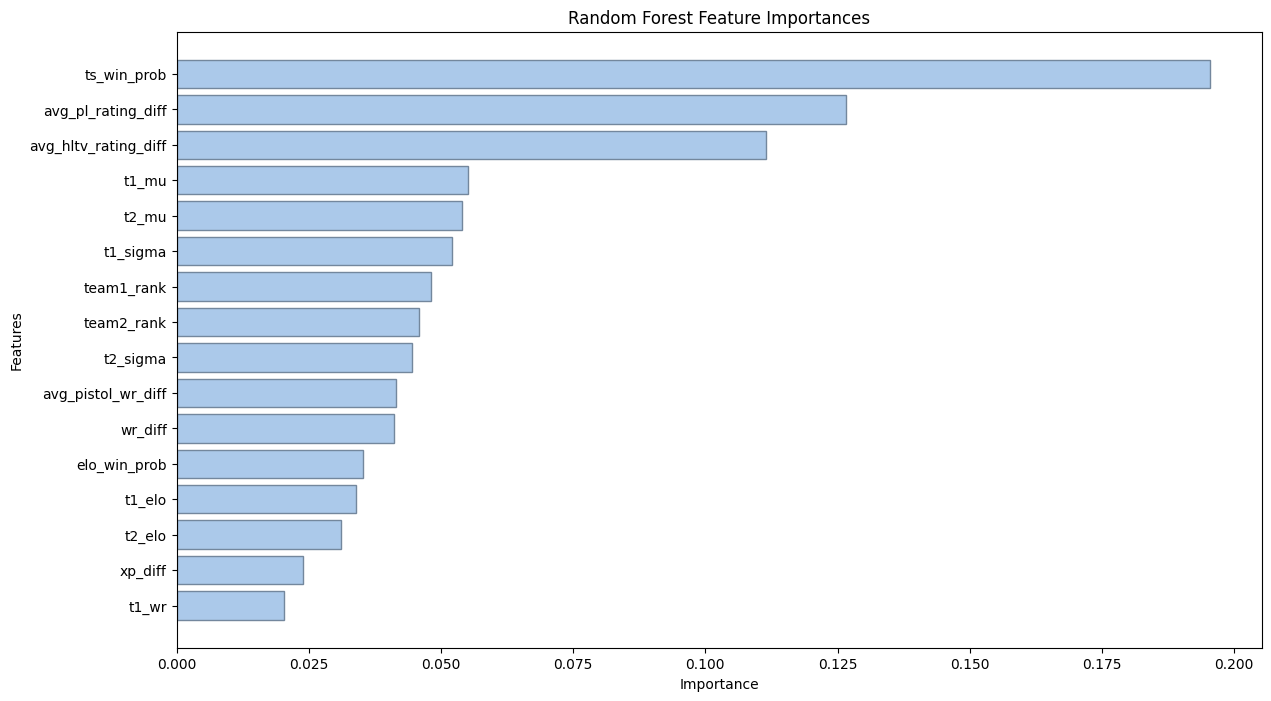 Random Forest Feature Importances
Features
ts_win_prob
avg_pl_rating_diff
avg_hltv_rating_diff
t1_mu
t2_mu
t1_sigma
team1_rank
team2_rank
t2_sigma
avg_pistol_wr_diff
wr_diff
elo_win_prob
t1_elo
t2_elo
xp_diff
t1_wr
0.000 0.025 0.050 0.075 0.100 0.125 0.150 0.175 0.200
Importance